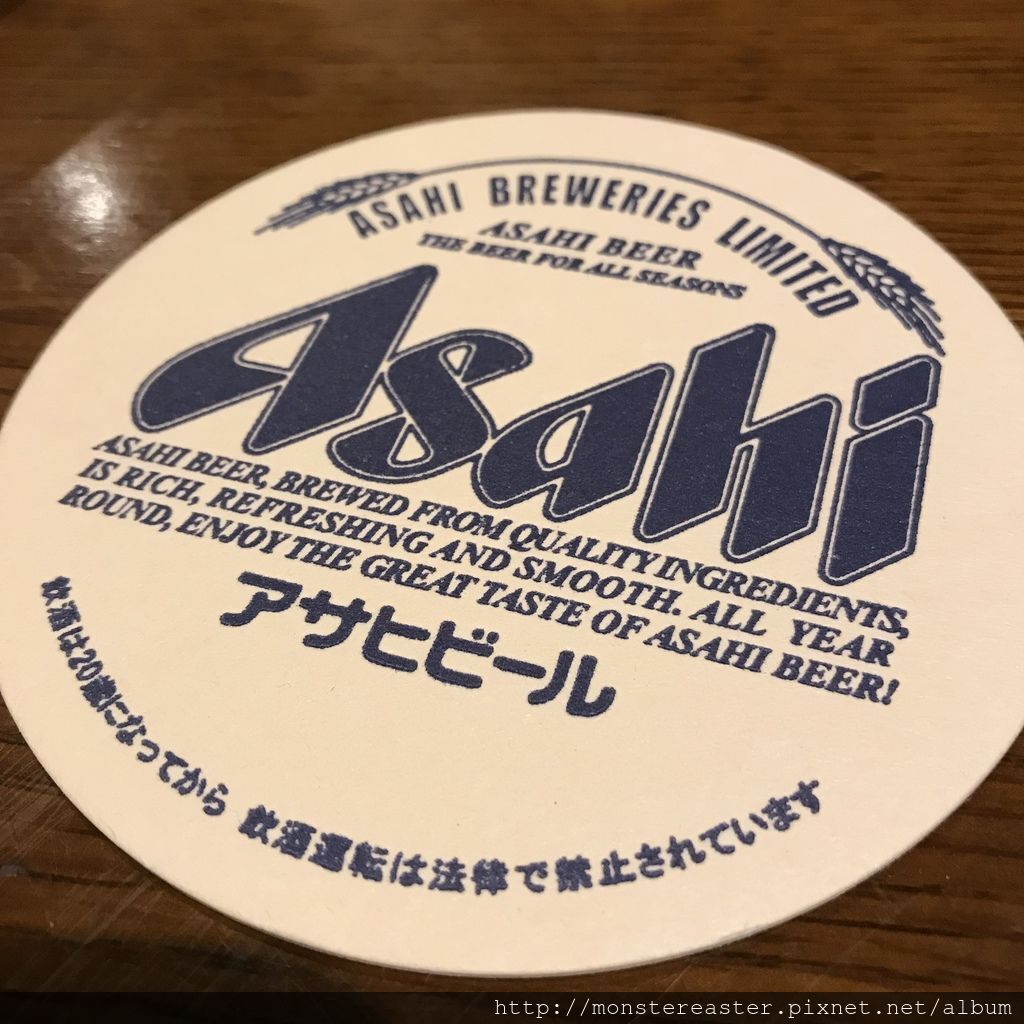 ASAHI BREWERIES LIMITED
ASAHI BEER
THE BEER FOR ALL SEASONS
Asahi
ASAHI BEER, BREWED FROM QUALITY INGREDIENTS,
IS RICH, REFRESHING AND SMOOTH. ALL YEAR
ROUND, ENJOY THE GREAT TASTE OF ASAHI BEER!
アサヒビール
飲酒は20歳になってから 飲酒運転は法律で禁止されています
http://monstereaster.pixnet.net/album